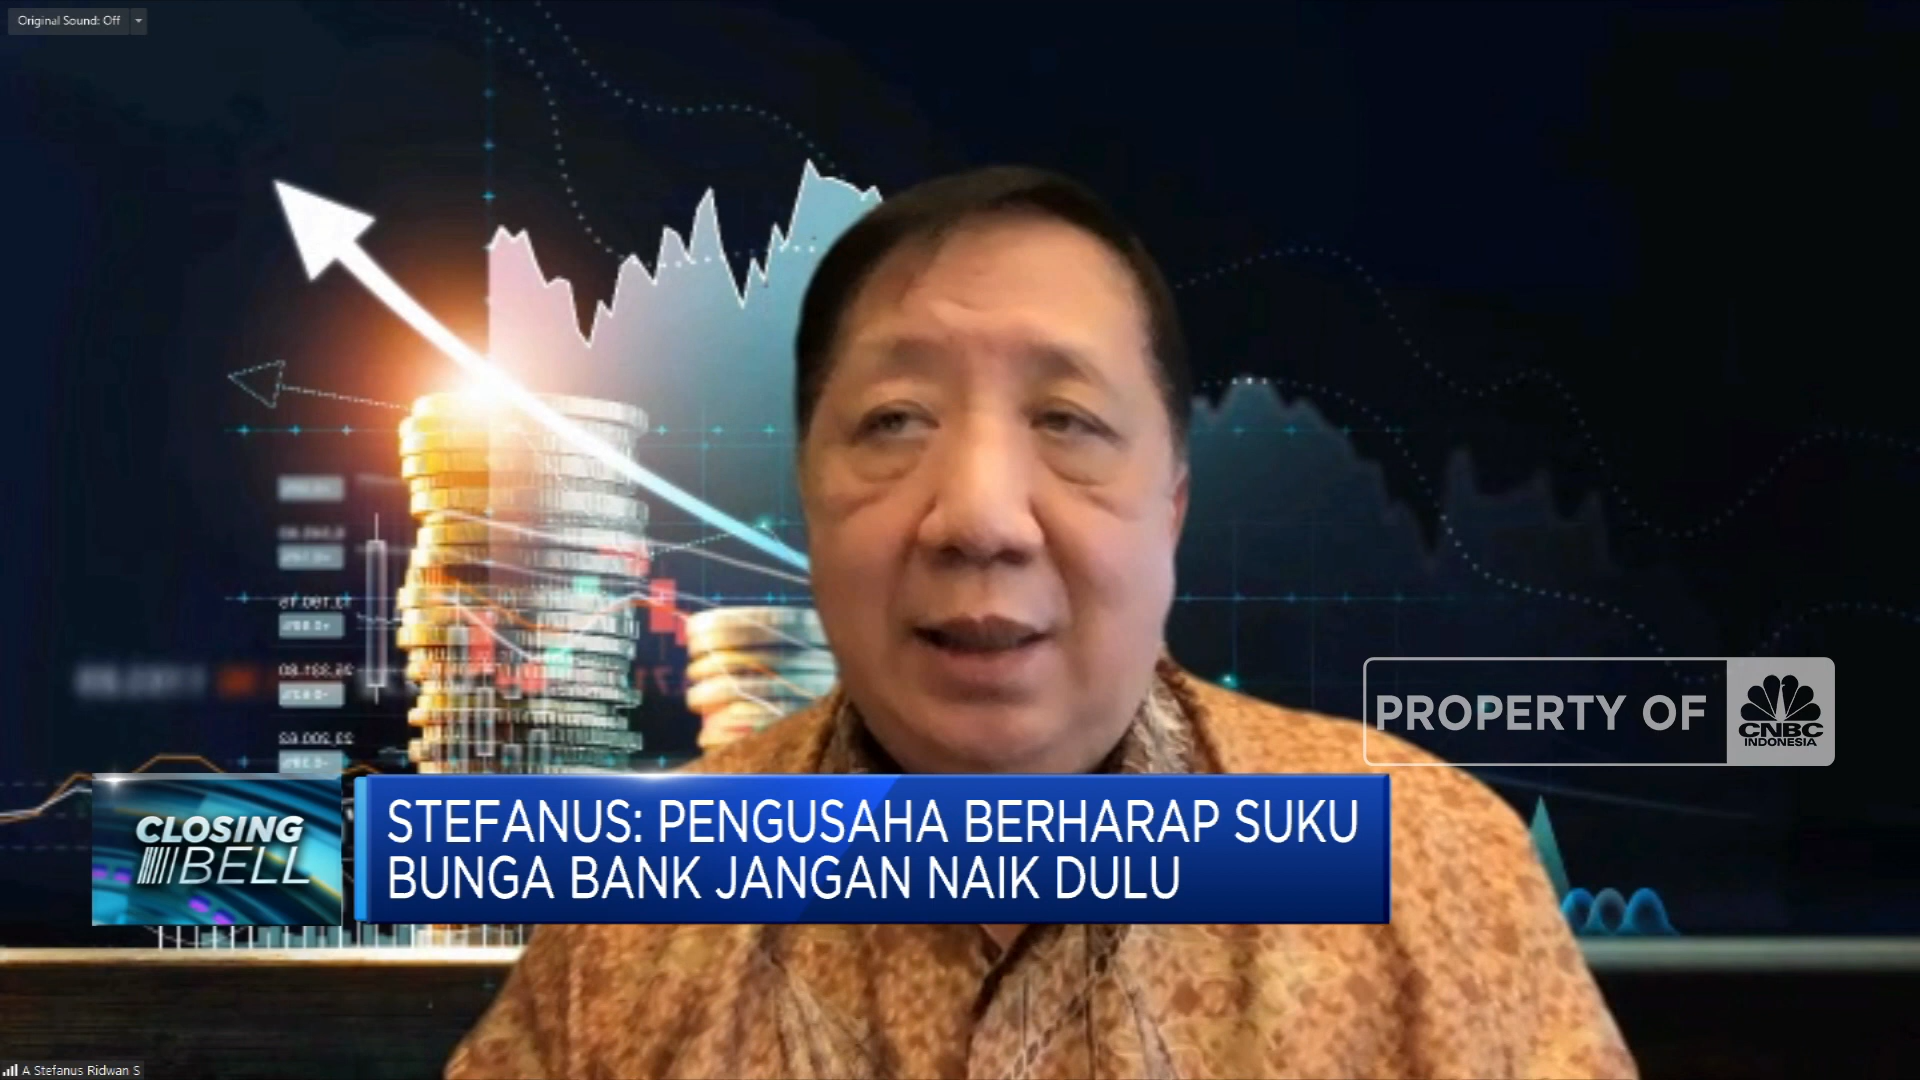 Original Sound: Off
PROPERTY OF
CNBC
INDONESIA
CLOSING
BELL
STEFANUS: PENGUSAHA BERHARAP SUKU
BUNGA BANK JANGAN NAIK DULU
A Stefanus Ridwan S